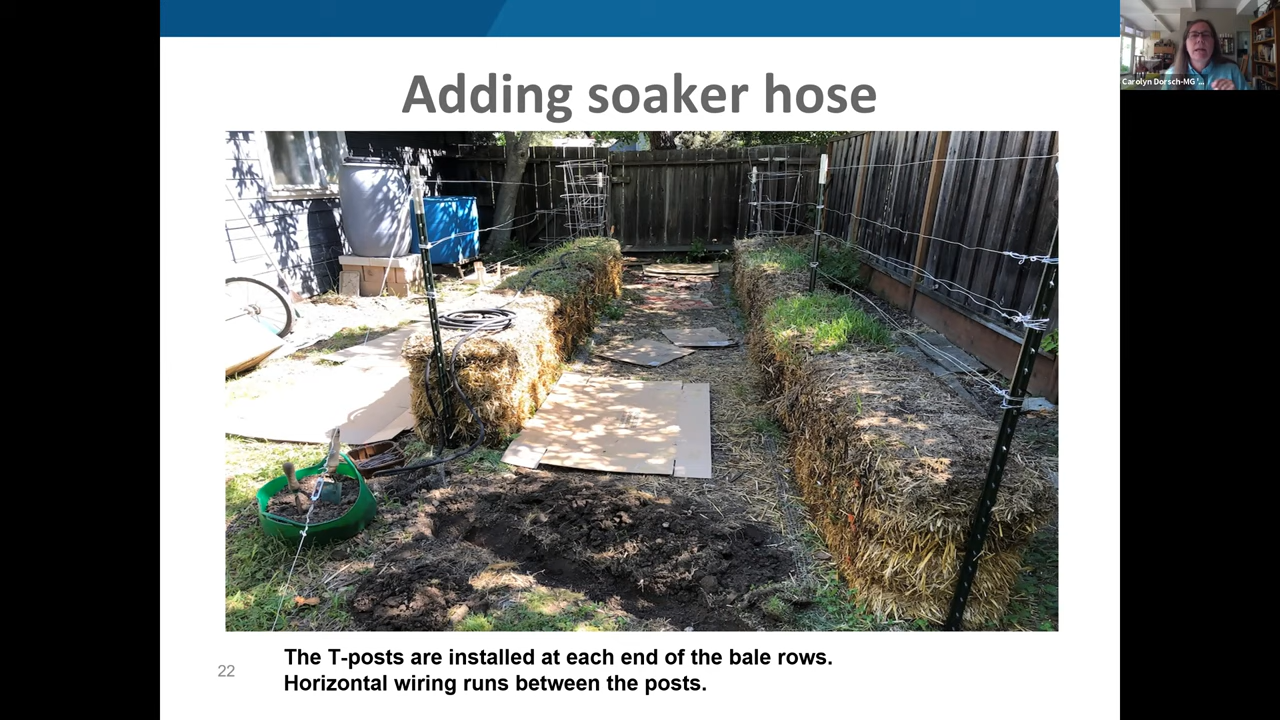 Adding soaker hose
Carolyn Dorsch-MG '...
22
The T-posts are installed at each end of the bale rows.
Horizontal wiring runs between the posts.